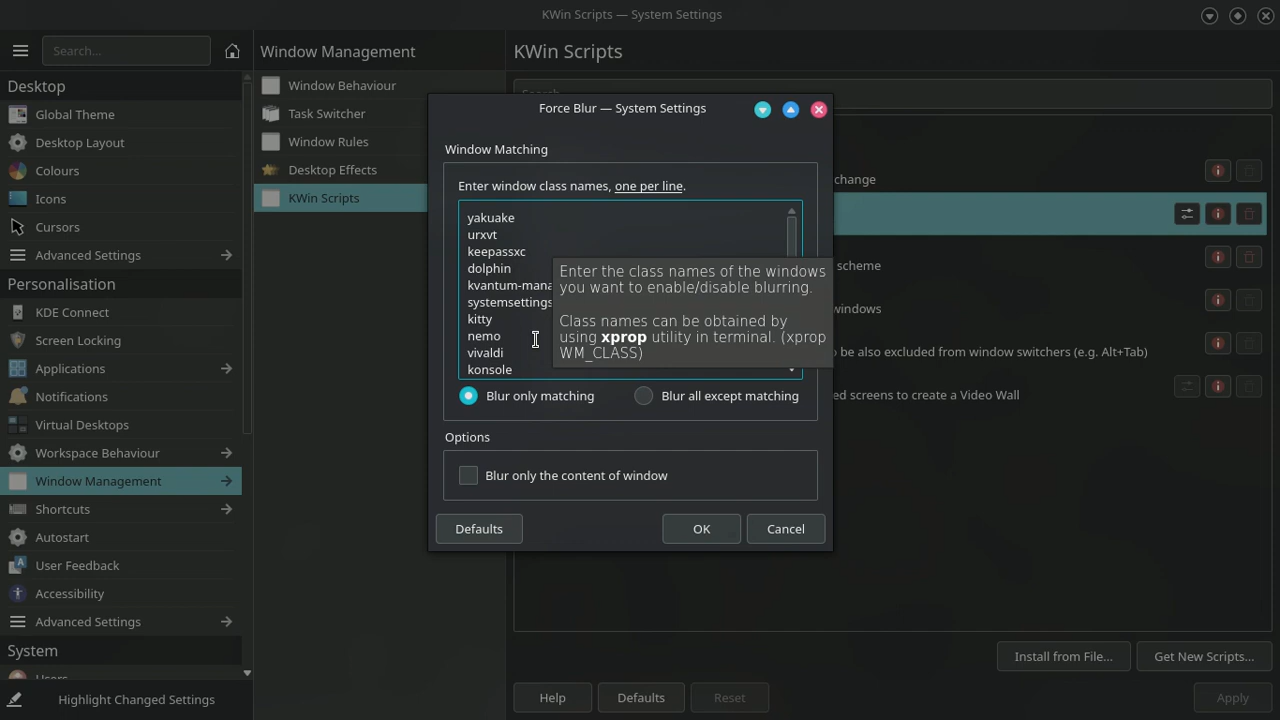 KWin Scripts — System Settings
Search...
Desktop
Global Theme
Desktop Layout
Colours
Icons
Cursors
Advanced Settings
Personalisation
KDE Connect
Screen Locking
Applications
Notifications
Virtual Desktops
Workspace Behaviour
Window Management
Shortcuts
Autostart
User Feedback
Accessibility
Advanced Settings
System
Users
Highlight Changed Settings
Window Management
Window Behaviour
Task Switcher
Window Rules
Desktop Effects
KWin Scripts
KWin Scripts
Search...
change
scheme
windows
be also excluded from window switchers (e.g. Alt+Tab)
screens to create a Video Wall
Install from File...
Get New Scripts...
Help
Defaults
Reset
Apply
Force Blur — System Settings
Window Matching
Enter window class names, one per line.
yakuake
urxvt
keepassxc
dolphin
kvantum-mana
systemsettings
kitty
nemo
vivaldi
konsole
Enter the class names of the windows
you want to enable/disable blurring.
Class names can be obtained by
using xprop utility in terminal. (xprop
WM_CLASS)
Blur only matching
Blur all except matching
Options
Blur only the content of window
Defaults
OK
Cancel